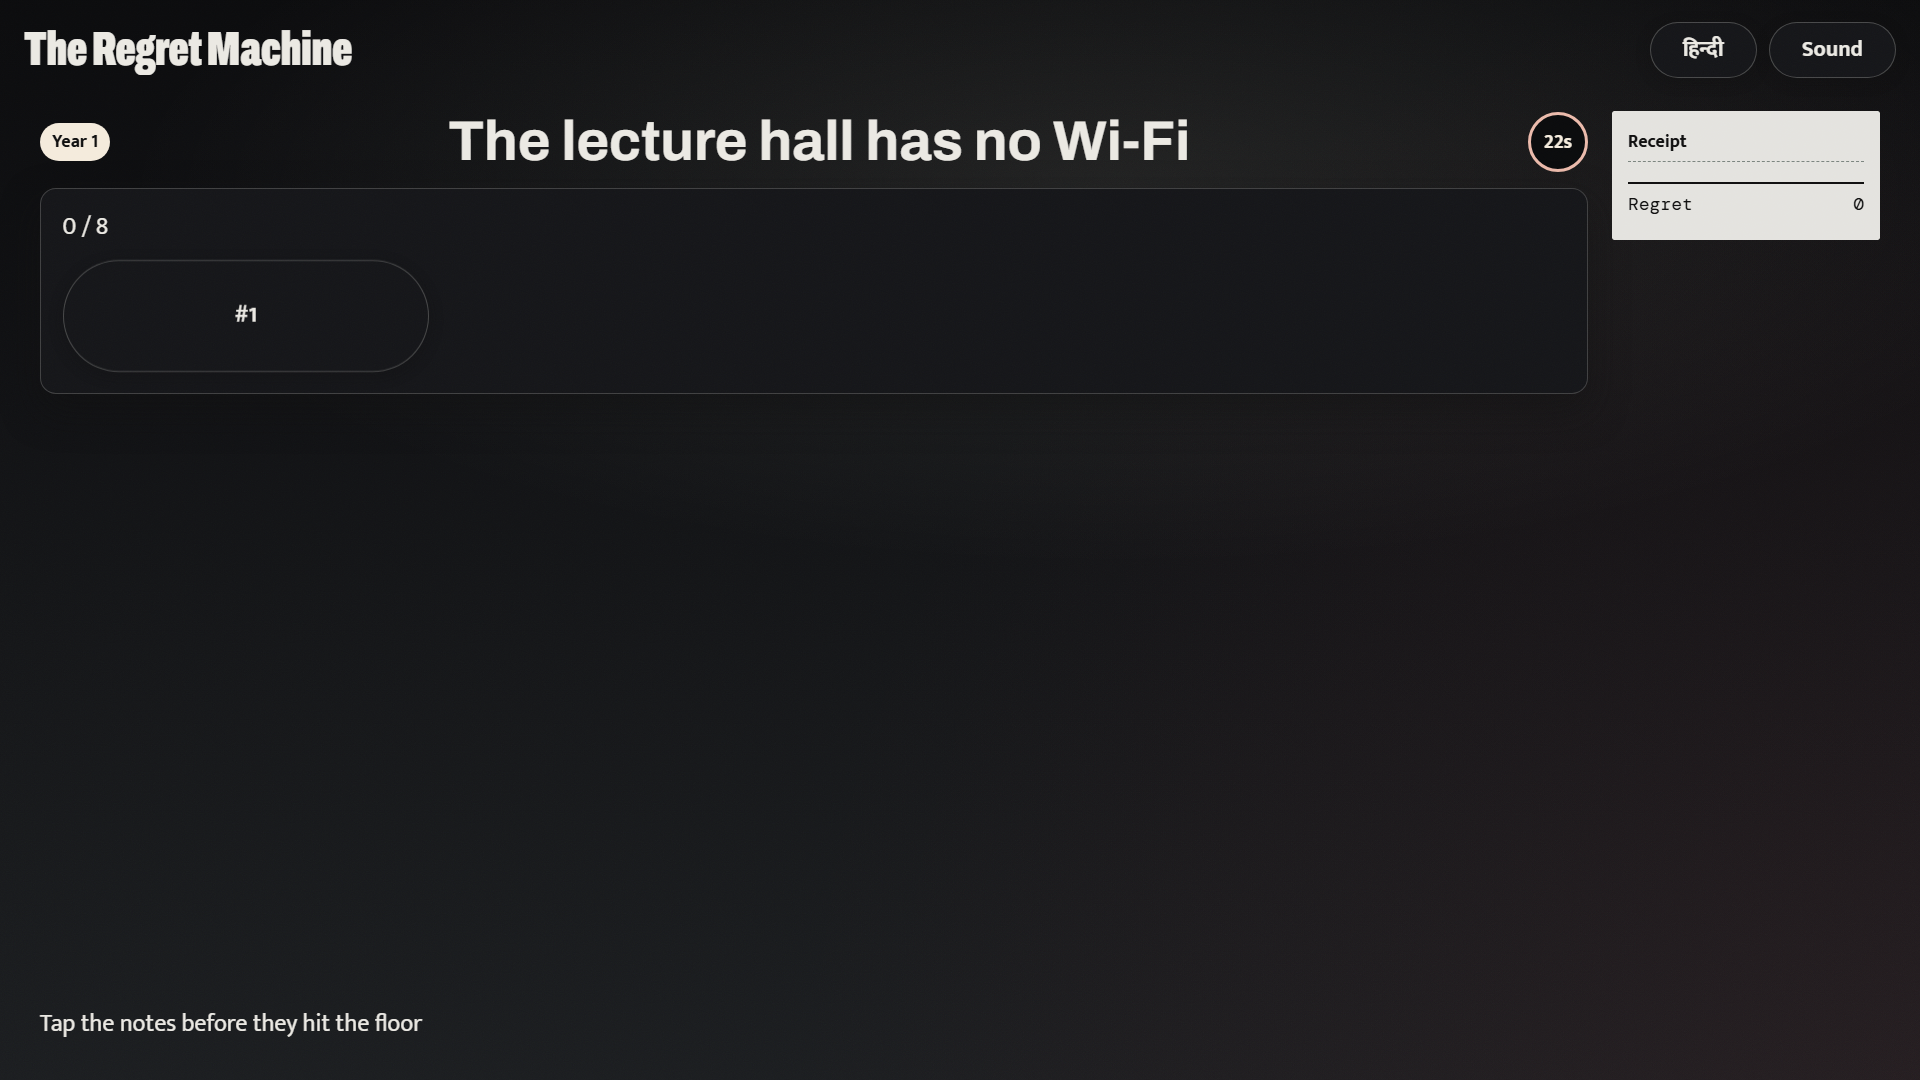 The Regret Machine
हिन्दी
Sound
Year 1
The lecture hall has no Wi-Fi
22s
Receipt
Regret 0
0 / 8
#1
Tap the notes before they hit the floor